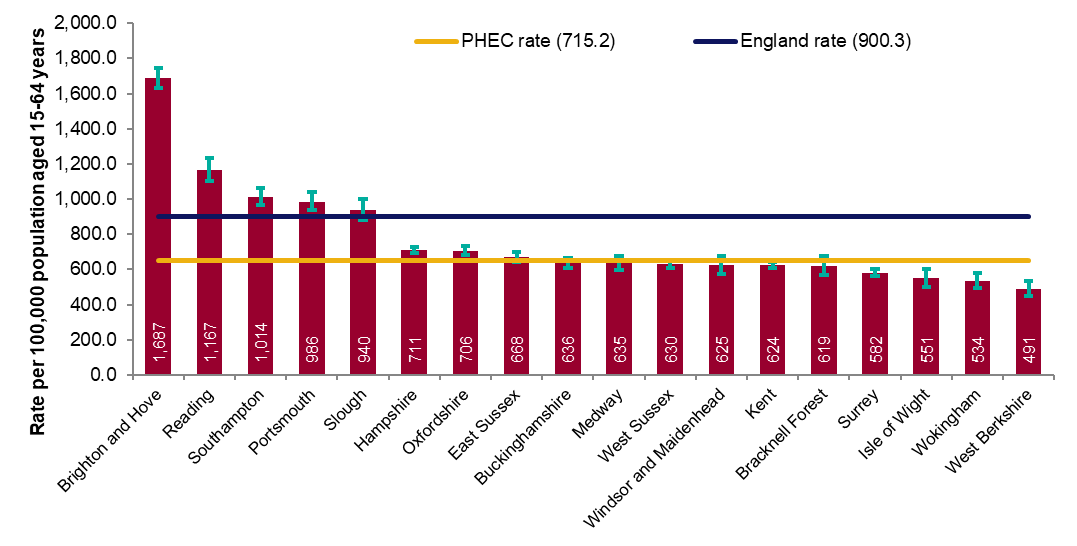 Rate per 100,000 population aged 15-64 years
2,000.0
1,800.0
1,600.0
1,400.0
1,200.0
1,000.0
800.0
600.0
400.0
200.0
0.0
PHEC rate (715.2)
England rate (900.3)
1,687
1,167
1,014
986
940
711
706
668
636
635
630
625
624
619
582
551
534
491
Brighton and Hove
Reading
Southampton
Portsmouth
Slough
Hampshire
Oxfordshire
East Sussex
Buckinghamshire
Medway
West Sussex
Windsor and Maidenhead
Kent
Bracknell Forest
Surrey
Isle of Wight
Wokingham
West Berkshire